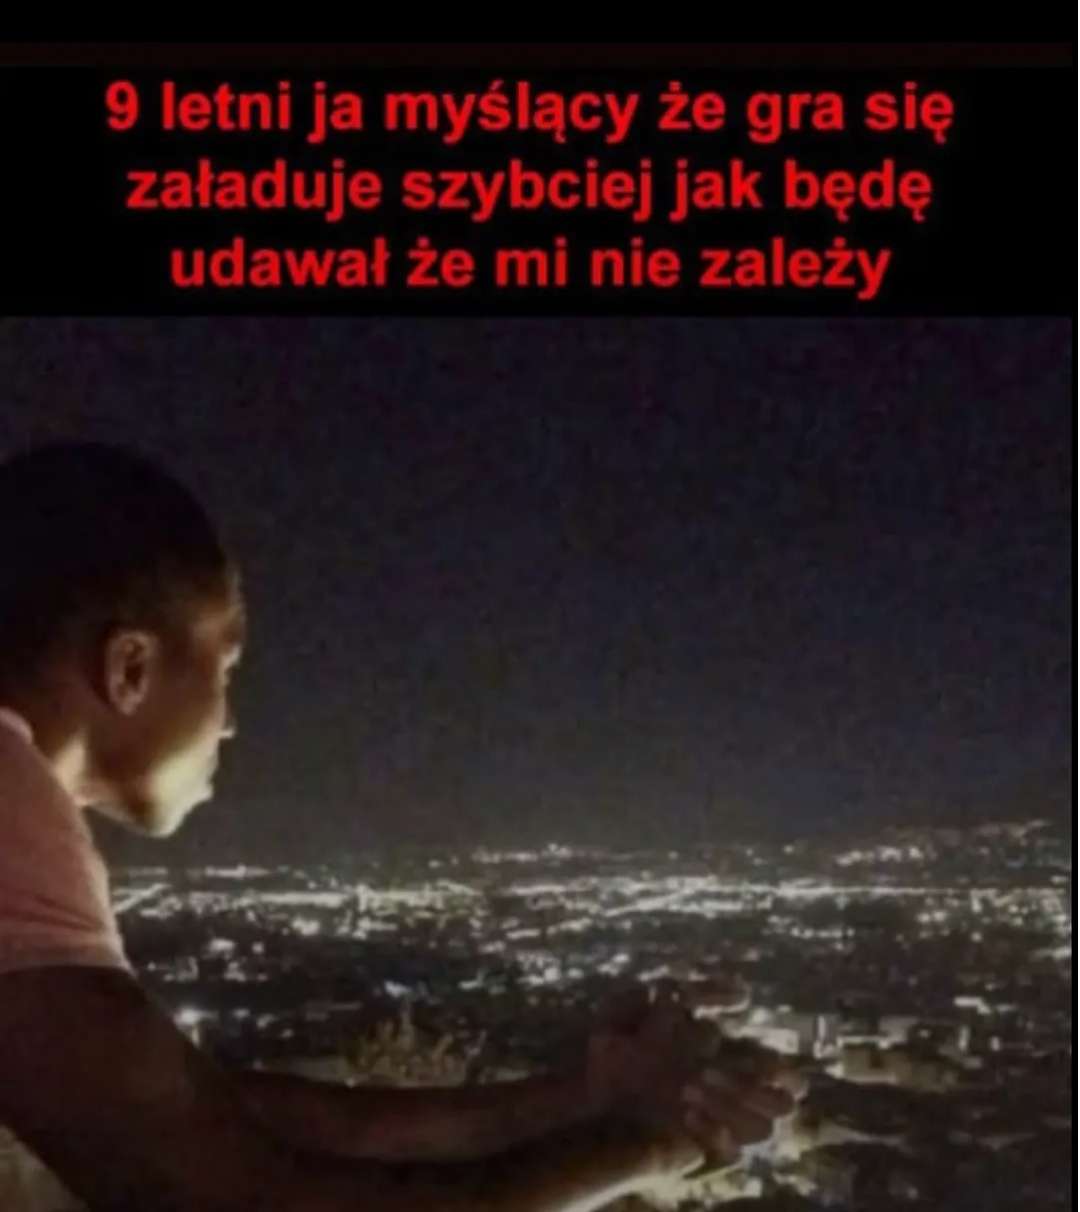 9 letni ja myślący że gra się
załaduje szybciej jak będę
udawał że mi nie zależy